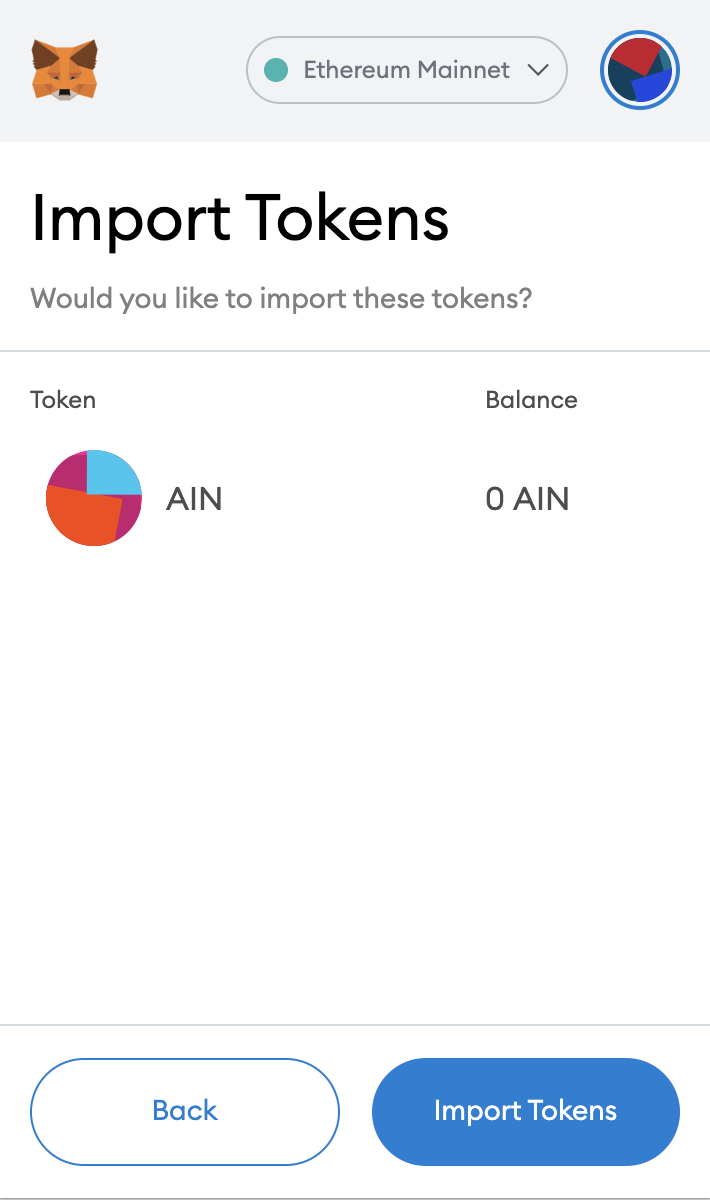 Ethereum Mainnet
Import Tokens
Would you like to import these tokens?
Token Balance
AIN 0 AIN
Back Import Tokens